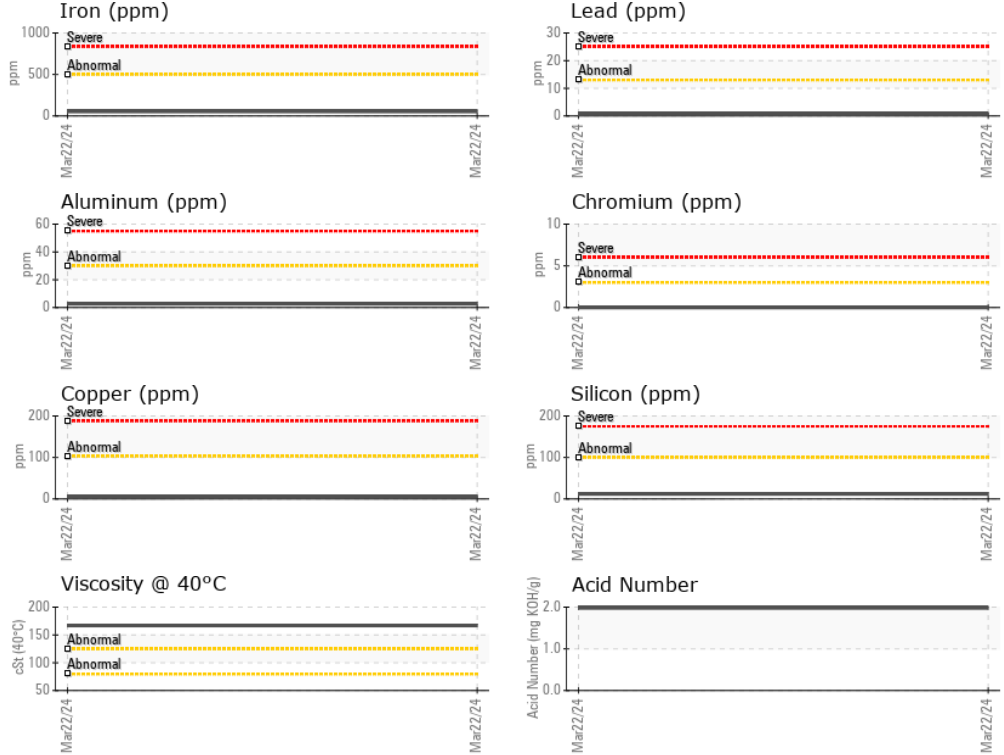 Iron (ppm)
1000
500
0
ppm
Severe
Abnormal
Mar22/24
Mar22/24
Lead (ppm)
30
20
10
0
ppm
Severe
Abnormal
Mar22/24
Mar22/24
Aluminum (ppm)
60
40
20
0
ppm
Severe
Abnormal
Mar22/24
Mar22/24
Chromium (ppm)
10
5
0
ppm
Severe
Abnormal
Mar22/24
Mar22/24
Copper (ppm)
200
100
0
ppm
Severe
Abnormal
Mar22/24
Mar22/24
Silicon (ppm)
200
100
0
ppm
Severe
Abnormal
Mar22/24
Mar22/24
Viscosity @ 40°C
200
150
100
50
cSt (40°C)
Abnormal
Abnormal
Mar22/24
Mar22/24
Acid Number
2.0
1.0
0.0
Acid Number (mg KOH/g)
Mar22/24
Mar22/24